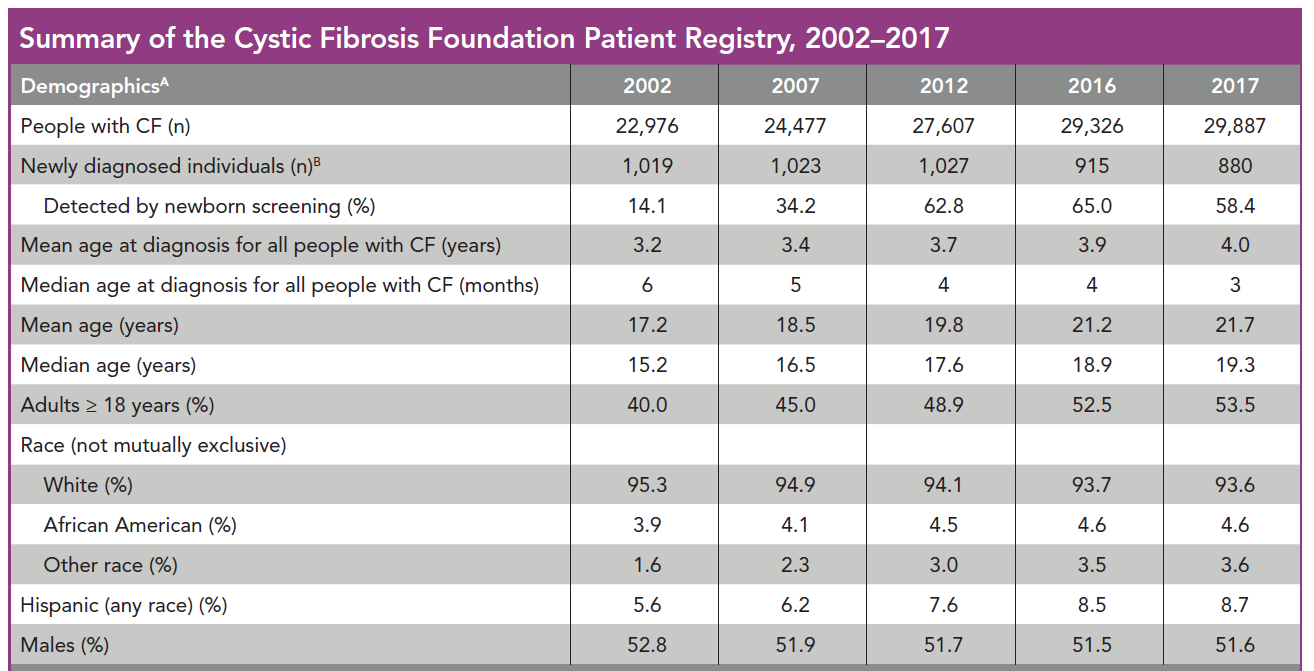 Summary of the Cystic Fibrosis Foundation Patient Registry, 2002–2017
Demographicsᴬ 2002 2007 2012 2016 2017
People with CF (n) 22,976 24,477 27,607 29,326 29,887
Newly diagnosed individuals (n)ᴮ 1,019 1,023 1,027 915 880
Detected by newborn screening (%) 14.1 34.2 62.8 65.0 58.4
Mean age at diagnosis for all people with CF (years) 3.2 3.4 3.7 3.9 4.0
Median age at diagnosis for all people with CF (months) 6 5 4 4 3
Mean age (years) 17.2 18.5 19.8 21.2 21.7
Median age (years) 15.2 16.5 17.6 18.9 19.3
Adults ≥ 18 years (%) 40.0 45.0 48.9 52.5 53.5
Race (not mutually exclusive)
White (%) 95.3 94.9 94.1 93.7 93.6
African American (%) 3.9 4.1 4.5 4.6 4.6
Other race (%) 1.6 2.3 3.0 3.5 3.6
Hispanic (any race) (%) 5.6 6.2 7.6 8.5 8.7
Males (%) 52.8 51.9 51.7 51.5 51.6